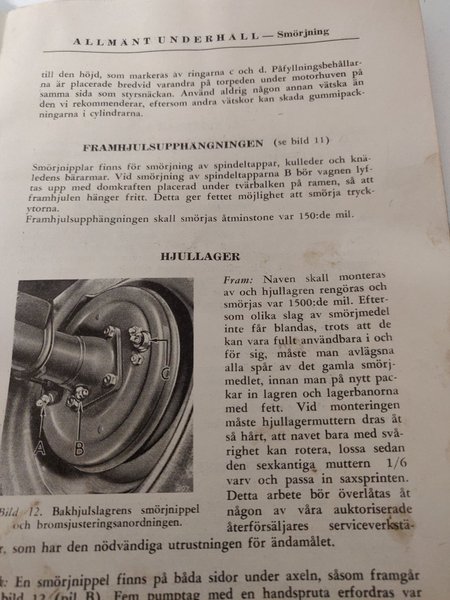 ALLMÄNT UNDERHÅLL — Smörjning
till den höjd, som markeras av ringarna c och d. Påfyllningsbehållar-
na är placerade bredvid varandra på torpeden under motorhuven på
samma sida som styrsnäckan. Använd aldrig någon annan vätska än
den vi rekommenderar, eftersom andra vätskor kan skada gummipack-
ningarna i cylindrarna.
FRAMHJULSUPPHÄNGNINGEN (se bild 11)
Smörjnipplar finns för smörjning av spindeltappar, kulleder och knä-
ledens bärarmar. Vid smörjning av spindeltapparna B bör vagnen lyf-
tas upp med domkraften placerad under tvärbalken på ramen, så att
framhjulen hänger fritt. Detta ger fettet möjlighet att smörja tryck-
ytorna.
Framhjulsupphängningen skall smörjas åtminstone var 150:de mil.
HJULLAGER
Fram: Naven skall monteras
av och hjullagren rengöras och
smörjas var 1500:de mil. Efter-
som olika slag av smörjmedel
inte får blandas, trots att de
kan vara fullt användbara i och
för sig, måste man avlägsna
alla spår av det gamla smörj-
medlet, innan man på nytt pac-
kar in lagren och lagerbanorna
med fett. Vid monteringen
måste hjullagermuttern dras åt
så hårt, att navet bara med svå-
righet kan rotera, lossa sedan
den sexkantiga muttern 1/6
varv och passa in saxsprinten.
Detta arbete bör överlåtas åt
någon av våra auktoriserade
återförsäljares serviceverkstä-
r, som har den nödvändiga utrustningen för ändamålet.
A
B
C
Bild 12. Bakhjulslagrens smörjnippel
och bromsjusteringsanordningen.
k: En smörjnippel finns på båda sidor under axeln, såsom framgår
bild 12 (pil B). Fem pumptag med en handspruta erfordras var